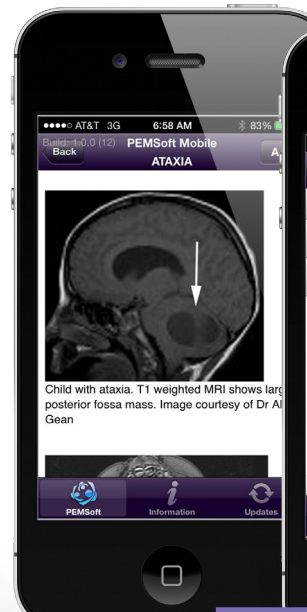 AT&T 3G 6:58 AM 83%
Build: 1.0.0 (12) PEMSoft Mobile
Back ATAXIA A
Child with ataxia. T1 weighted MRI shows larg
posterior fossa mass. Image courtesy of Dr Al
Gean
PEMSoft Information Updates